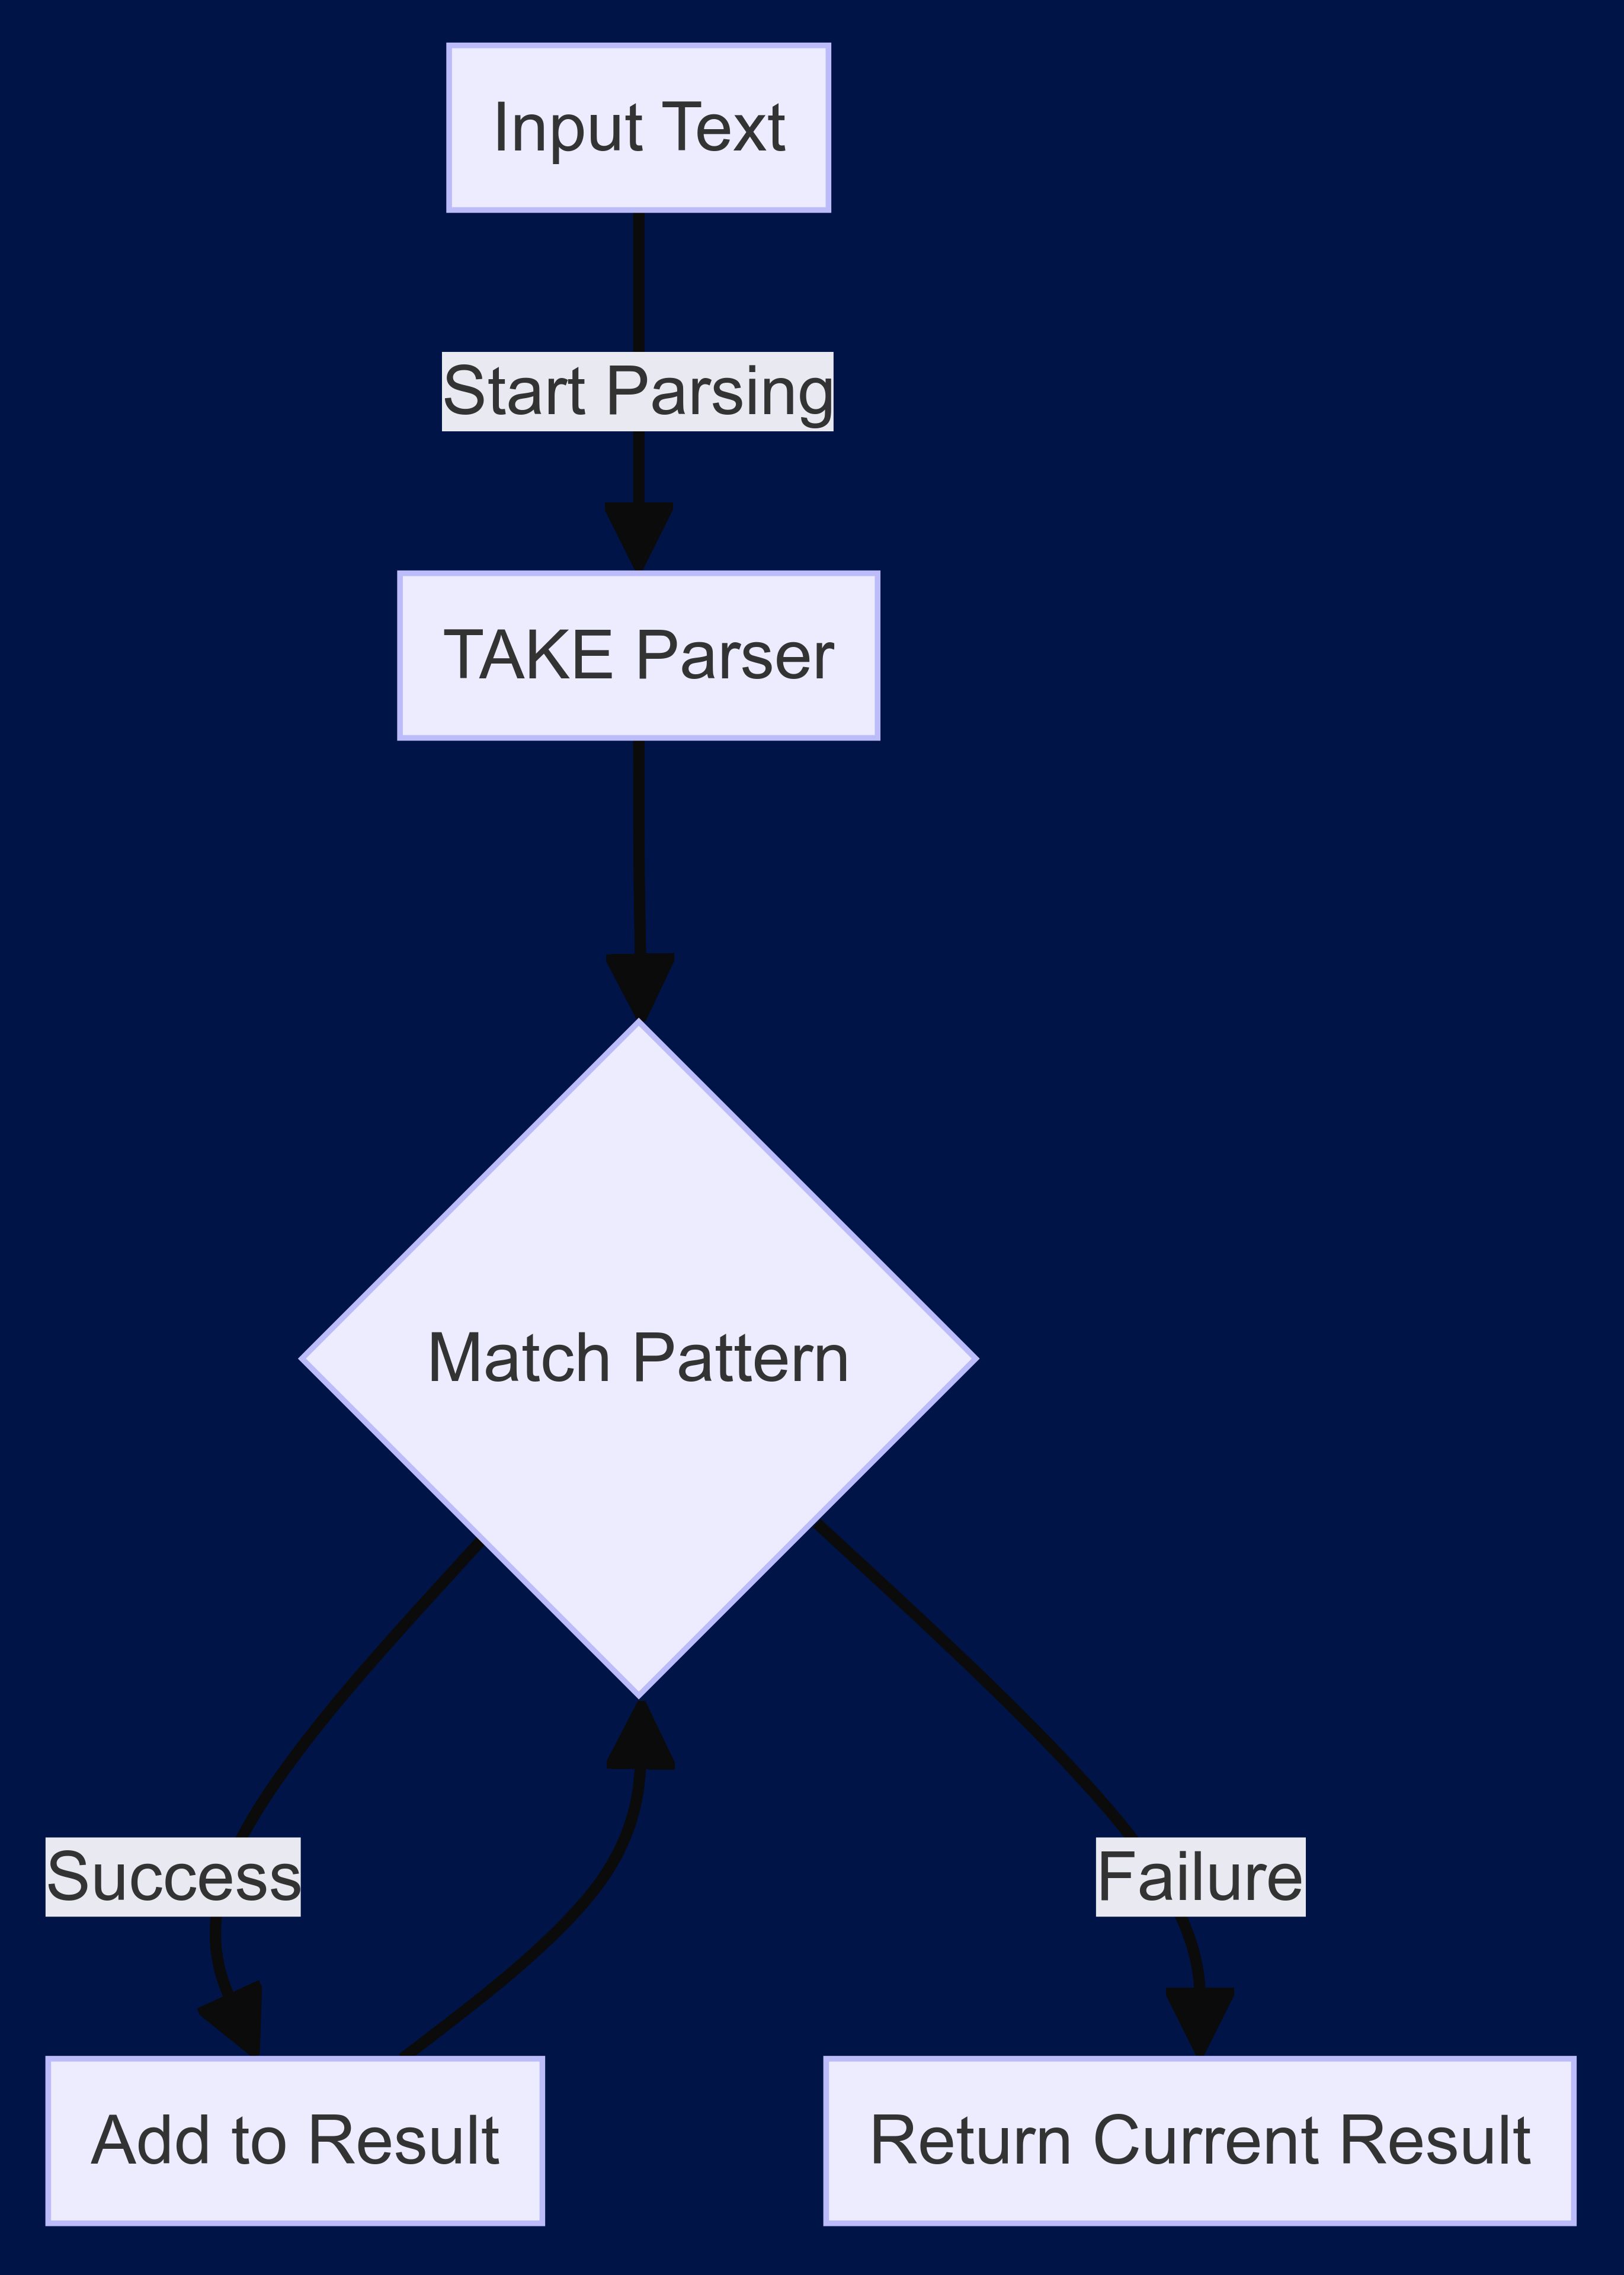 Input Text
Start Parsing
TAKE Parser
Match Pattern
Success
Failure
Add to Result
Return Current Result